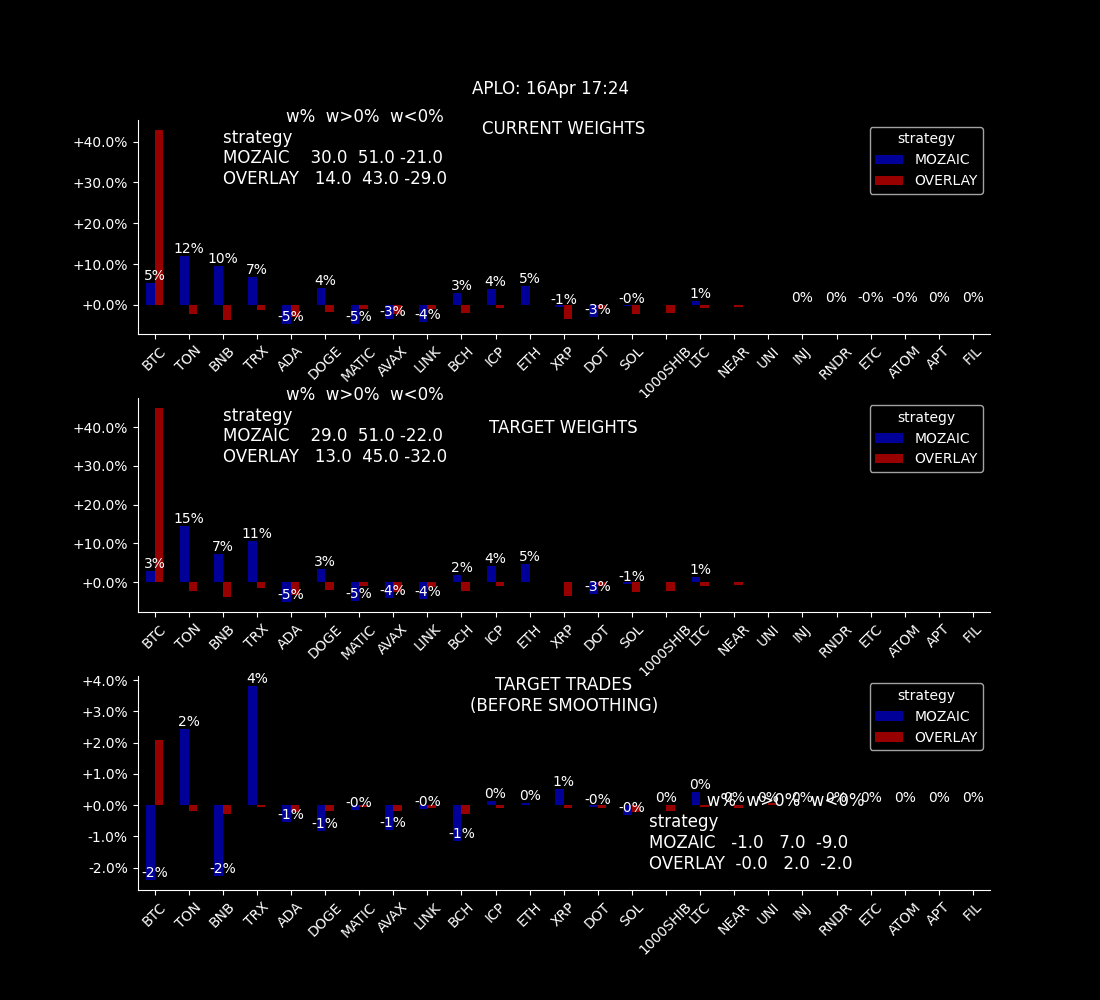 APLO: 16Apr 17:24
CURRENT WEIGHTS
w%  w>0%  w<0%
strategy
MOZAIC    30.0  51.0 -21.0
OVERLAY   14.0  43.0 -29.0
strategy
MOZAIC
OVERLAY
+40.0%
+30.0%
+20.0%
+10.0%
+0.0%
5% 12% 10% 7% -5% 4% -5% -3% -4% 3% 4% 5% -1% -3% -0% 1% 0% 0% -0% -0% 0% 0%
BTC TON BNB TRX ADA DOGE MATIC AVAX LINK BCH ICP ETH XRP DOT SOL 1000SHIB LTC NEAR UNI INJ RNDR ETC ATOM APT FIL
TARGET WEIGHTS
w%  w>0%  w<0%
strategy
MOZAIC    29.0  51.0 -22.0
OVERLAY   13.0  45.0 -32.0
strategy
MOZAIC
OVERLAY
+40.0%
+30.0%
+20.0%
+10.0%
+0.0%
3% 15% 7% 11% -5% 3% -5% -4% -4% 2% 4% 5% -3% -1% 1%
BTC TON BNB TRX ADA DOGE MATIC AVAX LINK BCH ICP ETH XRP DOT SOL 1000SHIB LTC NEAR UNI INJ RNDR ETC ATOM APT FIL
TARGET TRADES
(BEFORE SMOOTHING)
strategy
MOZAIC
OVERLAY
+4.0%
+3.0%
+2.0%
+1.0%
+0.0%
-1.0%
-2.0%
-2% 2% -2% 4% -1% -1% -0% -1% -0% -1% 0% 0% 1% -0% -0% 0% 0% 0% 0% 0% 0% 0% 0% 0%
w%  w>0%  w<0%
strategy
MOZAIC   -1.0   7.0  -9.0
OVERLAY  -0.0   2.0  -2.0
BTC TON BNB TRX ADA DOGE MATIC AVAX LINK BCH ICP ETH XRP DOT SOL 1000SHIB LTC NEAR UNI INJ RNDR ETC ATOM APT FIL